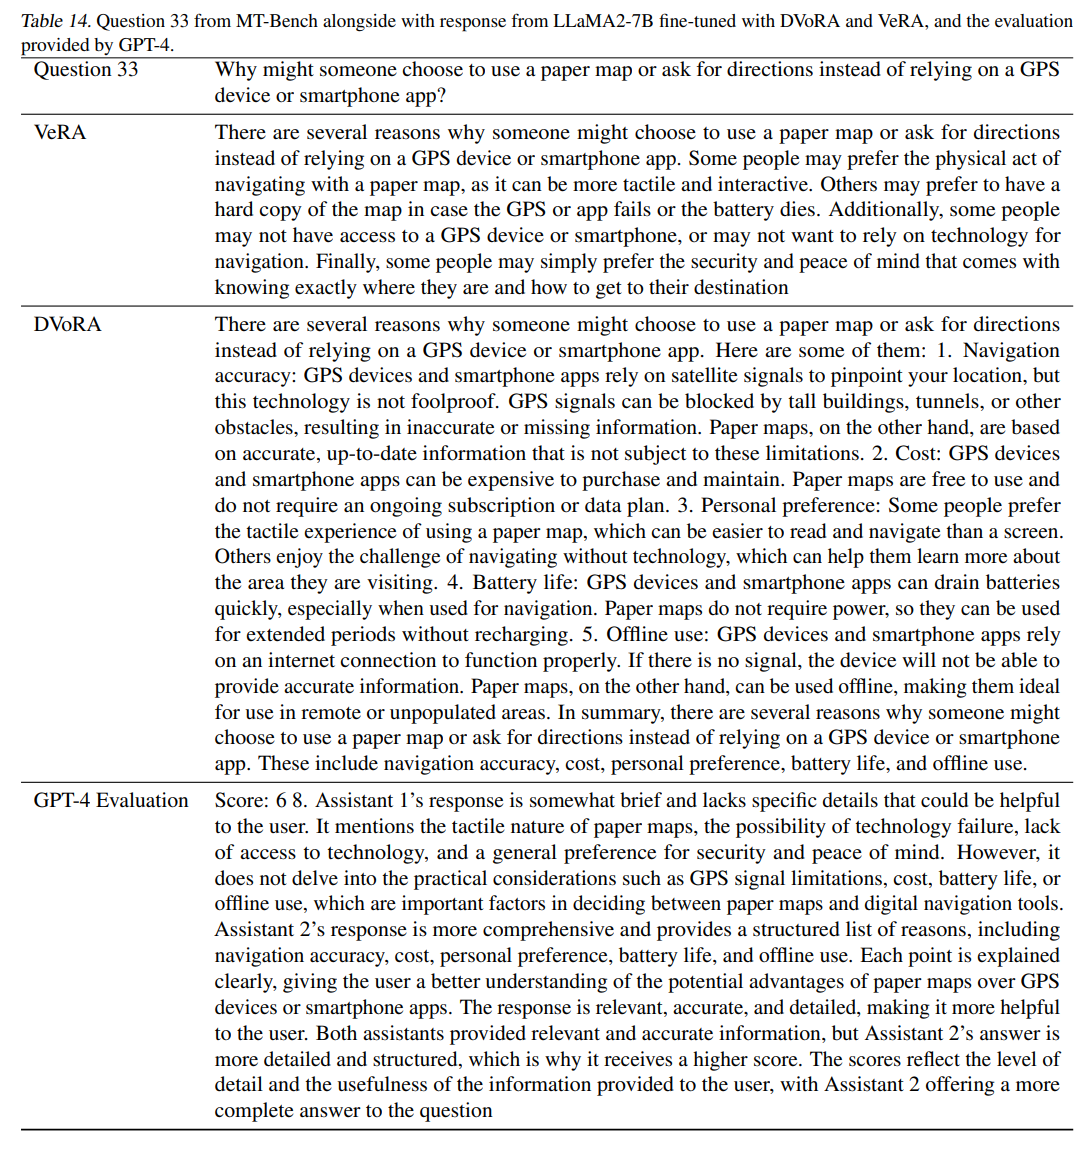 Table 14. Question 33 from MT-Bench alongside with response from LLaMA2-7B fine-tuned with DVoRA and VeRA, and the evaluation
provided by GPT-4.
Question 33 Why might someone choose to use a paper map or ask for directions instead of relying on a GPS
device or smartphone app?
VeRA There are several reasons why someone might choose to use a paper map or ask for directions
instead of relying on a GPS device or smartphone app. Some people may prefer the physical act of
navigating with a paper map, as it can be more tactile and interactive. Others may prefer to have a
hard copy of the map in case the GPS or app fails or the battery dies. Additionally, some people
may not have access to a GPS device or smartphone, or may not want to rely on technology for
navigation. Finally, some people may simply prefer the security and peace of mind that comes with
knowing exactly where they are and how to get to their destination
DVoRA There are several reasons why someone might choose to use a paper map or ask for directions
instead of relying on a GPS device or smartphone app. Here are some of them: 1. Navigation
accuracy: GPS devices and smartphone apps rely on satellite signals to pinpoint your location, but
this technology is not foolproof. GPS signals can be blocked by tall buildings, tunnels, or other
obstacles, resulting in inaccurate or missing information. Paper maps, on the other hand, are based
on accurate, up-to-date information that is not subject to these limitations. 2. Cost: GPS devices
and smartphone apps can be expensive to purchase and maintain. Paper maps are free to use and
do not require an ongoing subscription or data plan. 3. Personal preference: Some people prefer
the tactile experience of using a paper map, which can be easier to read and navigate than a screen.
Others enjoy the challenge of navigating without technology, which can help them learn more about
the area they are visiting. 4. Battery life: GPS devices and smartphone apps can drain batteries
quickly, especially when used for navigation. Paper maps do not require power, so they can be used
for extended periods without recharging. 5. Offline use: GPS devices and smartphone apps rely
on an internet connection to function properly. If there is no signal, the device will not be able to
provide accurate information. Paper maps, on the other hand, can be used offline, making them ideal
for use in remote or unpopulated areas. In summary, there are several reasons why someone might
choose to use a paper map or ask for directions instead of relying on a GPS device or smartphone
app. These include navigation accuracy, cost, personal preference, battery life, and offline use.
GPT-4 Evaluation Score: 6 8. Assistant 1's response is somewhat brief and lacks specific details that could be helpful
to the user. It mentions the tactile nature of paper maps, the possibility of technology failure, lack
of access to technology, and a general preference for security and peace of mind. However, it
does not delve into the practical considerations such as GPS signal limitations, cost, battery life, or
offline use, which are important factors in deciding between paper maps and digital navigation tools.
Assistant 2's response is more comprehensive and provides a structured list of reasons, including
navigation accuracy, cost, personal preference, battery life, and offline use. Each point is explained
clearly, giving the user a better understanding of the potential advantages of paper maps over GPS
devices or smartphone apps. The response is relevant, accurate, and detailed, making it more helpful
to the user. Both assistants provided relevant and accurate information, but Assistant 2's answer is
more detailed and structured, which is why it receives a higher score. The scores reflect the level of
detail and the usefulness of the information provided to the user, with Assistant 2 offering a more
complete answer to the question